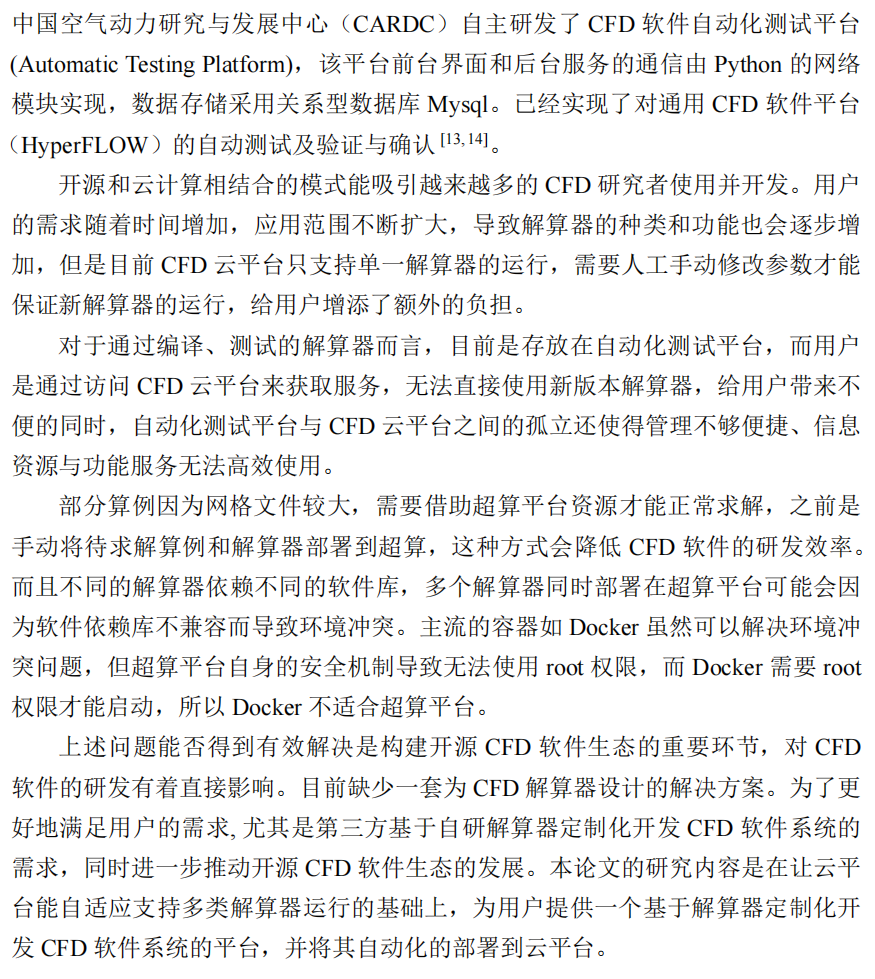 中国空气动力研究与发展中心（CARDC）自主研发了 CFD 软件自动化测试平台
(Automatic Testing Platform)，该平台前台界面和后台服务的通信由 Python 的网络
模块实现，数据存储采用关系型数据库 Mysql。已经实现了对通用 CFD 软件平台
（HyperFLOW）的自动测试及验证与确认 [13, 14]。
开源和云计算相结合的模式能吸引越来越多的 CFD 研究者使用并开发。用户
的需求随着时间增加，应用范围不断扩大，导致解算器的种类和功能也会逐步增
加，但是目前 CFD 云平台只支持单一解算器的运行，需要人工手动修改参数才能
保证新解算器的运行，给用户增添了额外的负担。
对于通过编译、测试的解算器而言，目前是存放在自动化测试平台，而用户
是通过访问 CFD 云平台来获取服务，无法直接使用新版本解算器，给用户带来不
便的同时，自动化测试平台与 CFD 云平台之间的孤立还使得管理不够便捷、信息
资源与功能服务无法高效使用。
部分算例因为网格文件较大，需要借助超算平台资源才能正常求解，之前是
手动将待求解算例和解算器部署到超算，这种方式会降低 CFD 软件的研发效率。
而且不同的解算器依赖不同的软件库，多个解算器同时部署在超算平台可能会因
为软件依赖库不兼容而导致环境冲突。主流的容器如 Docker 虽然可以解决环境冲
突问题，但超算平台自身的安全机制导致无法使用 root 权限，而 Docker 需要 root
权限才能启动，所以 Docker 不适合超算平台。
上述问题能否得到有效解决是构建开源 CFD 软件生态的重要环节，对 CFD
软件的研发有着直接影响。目前缺少一套为 CFD 解算器设计的解决方案。为了更
好地满足用户的需求, 尤其是第三方基于自研解算器定制化开发 CFD 软件系统的
需求，同时进一步推动开源 CFD 软件生态的发展。本论文的研究内容是在让云平
台能自适应支持多类解算器运行的基础上，为用户提供一个基于解算器定制化开
发 CFD 软件系统的平台，并将其自动化的部署到云平台。